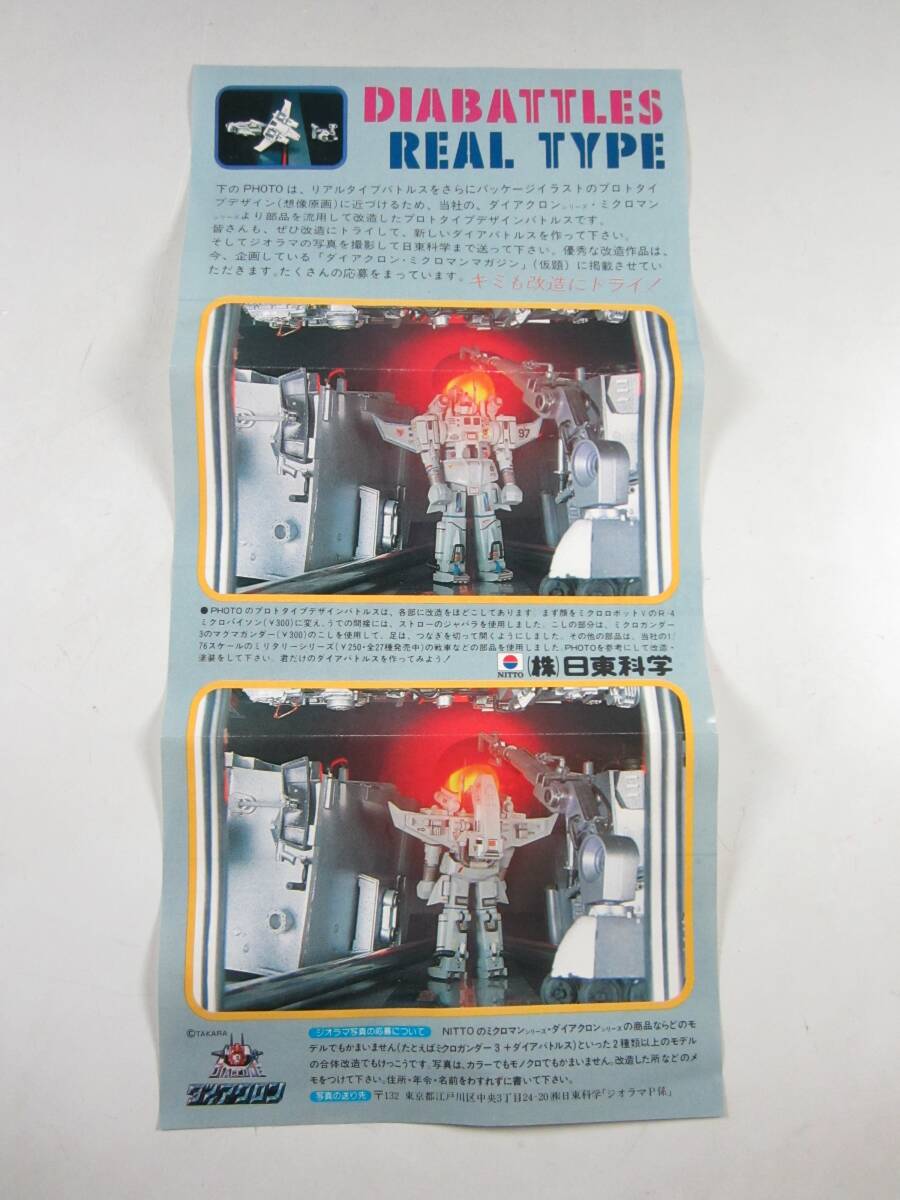 DIABATTLES
REAL TYPE
下のPHOTOは、リアルタイプバトルスをさらにパッケージイラストのプロトタイ
プデザイン(想像原画)に近づけるため、当社の、ダイアクロンシリーズ・ミクロマン
シリーズより部品を流用して改造したプロトタイプデザインバトルスです。
皆さんも、ぜひ改造にトライして、新しいダイアバトルスを作って下さい。
そしてジオラマの写真を撮影して日東科学まで送って下さい。優秀な改造作品は
今、企画している「ダイアクロン・ミクロマンマガジン」(仮題)に掲載させてい
ただきます。たくさんの応募をまっています。
キミも改造にトライ!
97
●PHOTOのプロトタイプデザインバトルスは、各部に改造をほどこしてあります。まず顔をミクロロボットVのR-4
ミクロバイソン(¥300)に変え、うでの間接には、ストローのジャバラを使用しました。こしの部分は、ミクロガンダー
3のマクマガンダー(¥300)のこしを使用して、足は、つなぎを切って開くようにしました。その他の部品は、当社の1/
76スケールのミリタリーシリーズ(¥250・全27種発売中)の戦車などの部品を使用しました。PHOTOを参考にして改造・
塗装をして下さい。君だけのダイアバトルスを作ってみよう!
NITTO
(株)日東科学
©TAKARA
DIACLONE
ダイアクロン
ジオラマ写真の応募について
NITTOのミクロマンシリーズ・ダイアクロンシリーズの商品ならどのモ
デルでもかまいません(たとえばミクロガンダー3+ダイアバトルス)といった2種類以上のモデル
の合体改造でもけっこうです。写真は、カラーでもモノクロでもかまいません。改造した所などのメ
モをつけて下さい。住所・年令・名前をわすれずに書いて下さい。
写真の送り先
〒132 東京都江戸川区中央3丁目24-20㈱日東科学「ジオラマP係」